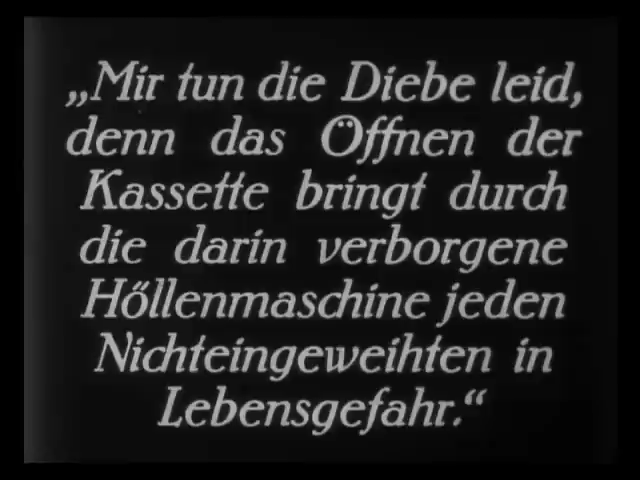 „Mir tun die Diebe leid,
denn das Öffnen der
Kassette bringt durch
die darin verborgene
Höllenmaschine jeden
Nichteingeweihten in
Lebensgefahr.“